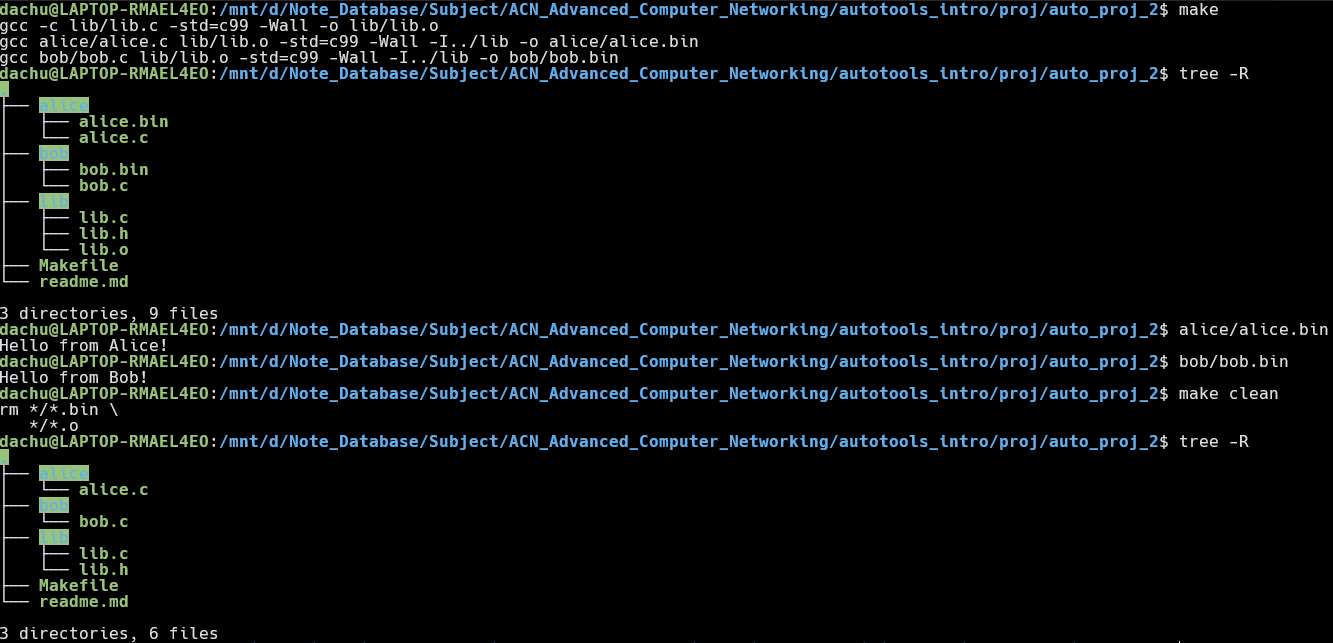 dachu@LAPTOP-RMAEL4EO:/mnt/d/Note_Database/Subject/ACN_Advanced_Computer_Networking/autotools_intro/proj/auto_proj_2$ make
gcc -c lib/lib.c -std=c99 -Wall -o lib/lib.o
gcc alice/alice.c lib/lib.o -std=c99 -Wall -I../lib -o alice/alice.bin
gcc bob/bob.c lib/lib.o -std=c99 -Wall -I../lib -o bob/bob.bin
dachu@LAPTOP-RMAEL4EO:/mnt/d/Note_Database/Subject/ACN_Advanced_Computer_Networking/autotools_intro/proj/auto_proj_2$ tree -R
.
├── alice
│   ├── alice.bin
│   └── alice.c
├── bob
│   ├── bob.bin
│   └── bob.c
├── lib
│   ├── lib.c
│   ├── lib.h
│   └── lib.o
├── Makefile
└── readme.md
3 directories, 9 files
dachu@LAPTOP-RMAEL4EO:/mnt/d/Note_Database/Subject/ACN_Advanced_Computer_Networking/autotools_intro/proj/auto_proj_2$ alice/alice.bin
Hello from Alice!
dachu@LAPTOP-RMAEL4EO:/mnt/d/Note_Database/Subject/ACN_Advanced_Computer_Networking/autotools_intro/proj/auto_proj_2$ bob/bob.bin
Hello from Bob!
dachu@LAPTOP-RMAEL4EO:/mnt/d/Note_Database/Subject/ACN_Advanced_Computer_Networking/autotools_intro/proj/auto_proj_2$ make clean
rm */*.bin \
   */*.o
dachu@LAPTOP-RMAEL4EO:/mnt/d/Note_Database/Subject/ACN_Advanced_Computer_Networking/autotools_intro/proj/auto_proj_2$ tree -R
.
├── alice
│   └── alice.c
├── bob
│   └── bob.c
├── lib
│   ├── lib.c
│   └── lib.h
├── Makefile
└── readme.md
3 directories, 6 files